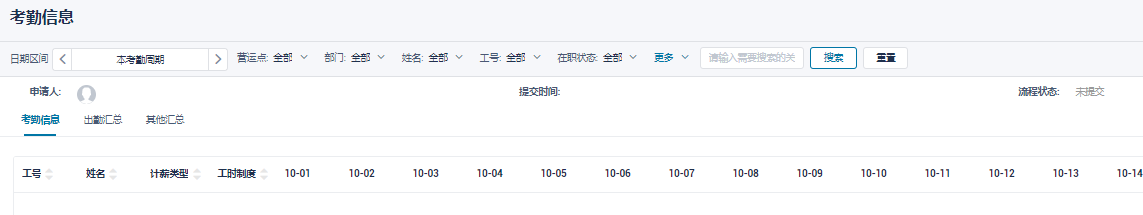 考勤信息
日期区间 本考勤周期 营运点: 全部 部门: 全部 姓名: 全部 工号: 全部 在职状态: 全部 更多 请输入需要搜索的关 搜索 重置
申请人: 提交时间: 流程状态: 未提交
考勤信息 出勤汇总 其他汇总
工号 姓名 计薪类型 工时制度 10-01 10-02 10-03 10-04 10-05 10-06 10-07 10-08 10-09 10-10 10-11 10-12 10-13 10-14